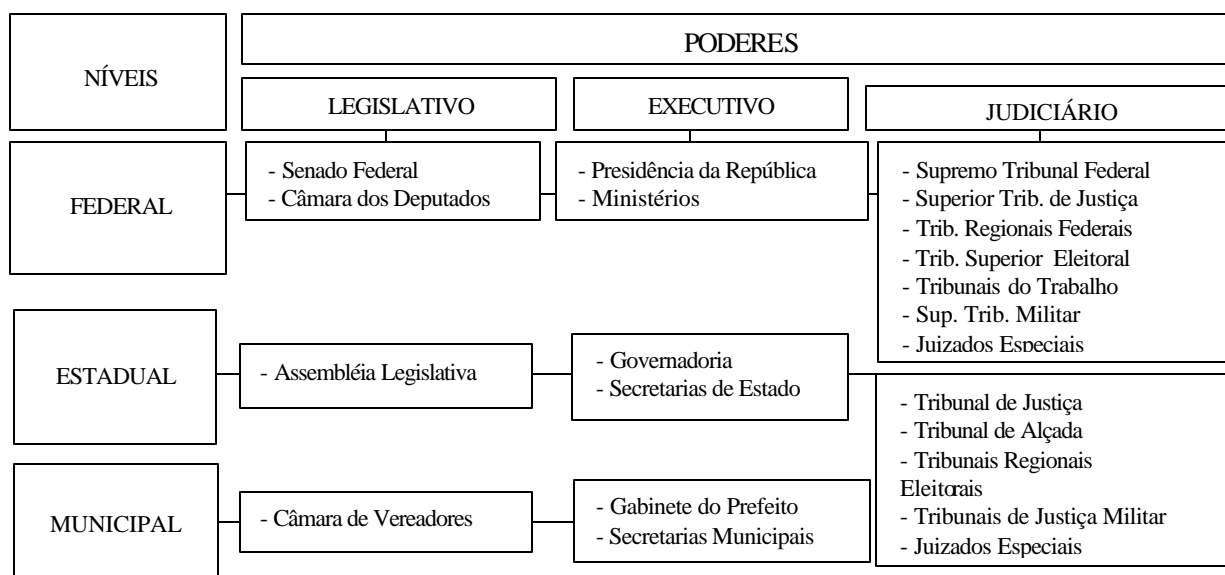 NÍVEIS
PODERES
LEGISLATIVO
EXECUTIVO
JUDICIÁRIO
FEDERAL
- Senado Federal
- Câmara dos Deputados
- Presidência da República
- Ministérios
- Supremo Tribunal Federal
- Superior Trib. de Justiça
- Trib. Regionais Federais
- Trib. Superior Eleitoral
- Tribunais do Trabalho
- Sup. Trib. Militar
- Juizados Especiais
ESTADUAL
- Assembléia Legislativa
- Governadoria
- Secretarias de Estado
- Tribunal de Justiça
- Tribunal de Alçada
- Tribunais Regionais
Eleitorais
- Tribunais de Justiça Militar
- Juizados Especiais
MUNICIPAL
- Câmara de Vereadores
- Gabinete do Prefeito
- Secretarias Municipais